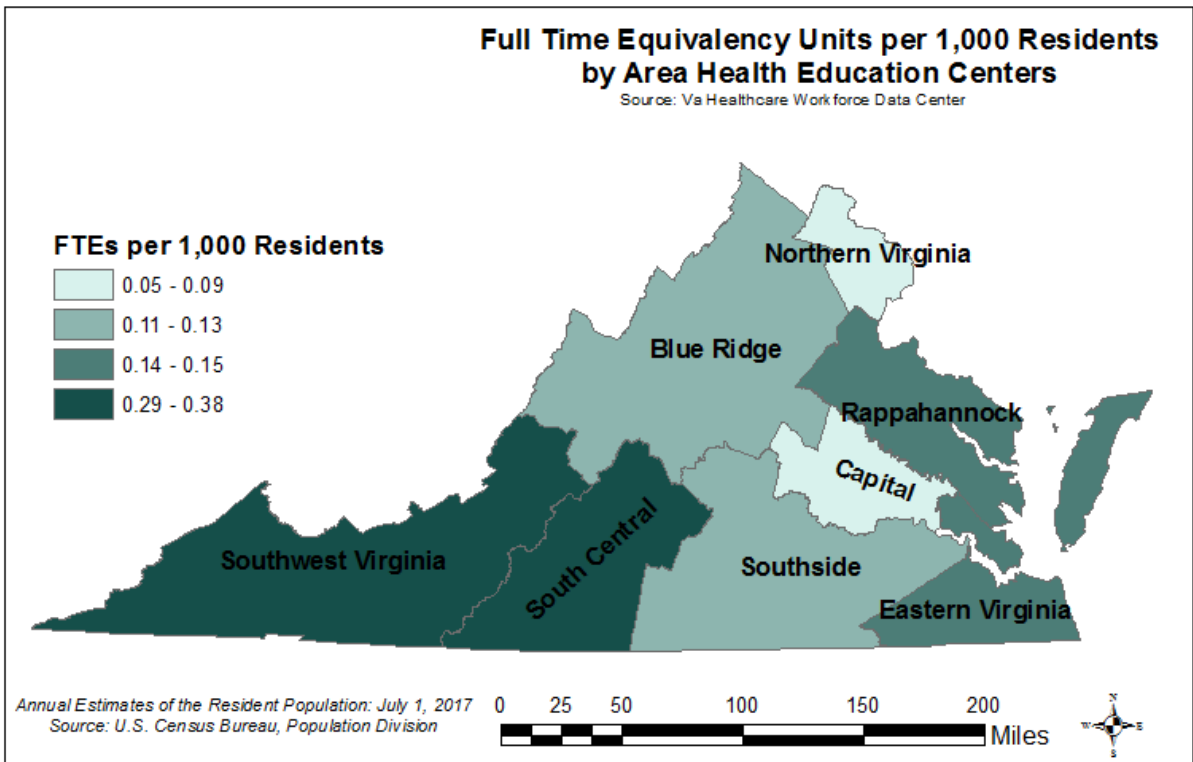 Full Time Equivalency Units per 1,000 Residents
by Area Health Education Centers
Source: Va Healthcare Workforce Data Center
FTEs per 1,000 Residents
0.05 - 0.09
0.11 - 0.13
0.14 - 0.15
0.29 - 0.38
Northern Virginia
Blue Ridge
Rappahannock
Capital
Southwest Virginia
South Central
Southside
Eastern Virginia
Annual Estimates of the Resident Population: July 1, 2017
Source: U.S. Census Bureau, Population Division
0 25 50 100 150 200
Miles
N
W E
S